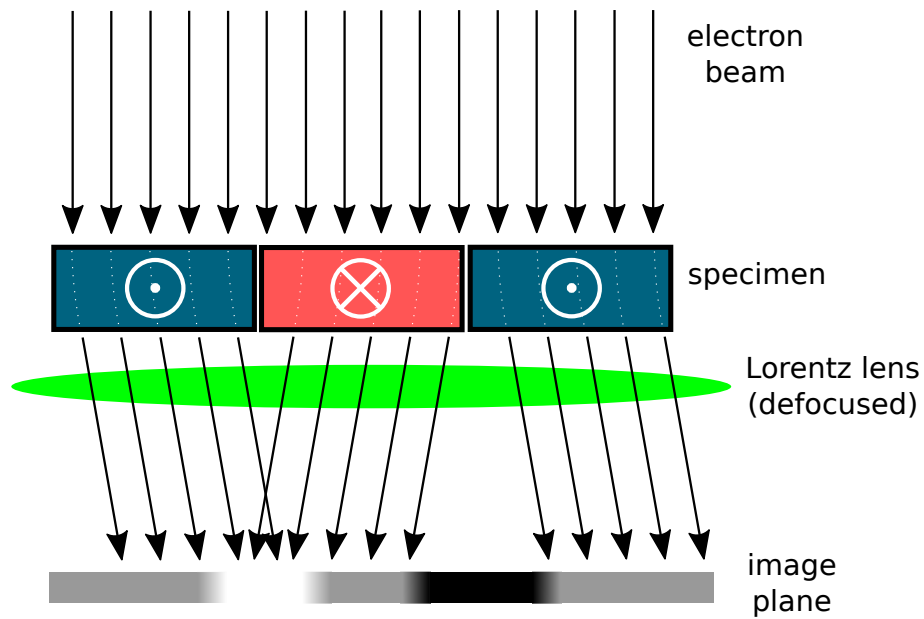 electron
beam
specimen
Lorentz lens
(defocused)
image
plane